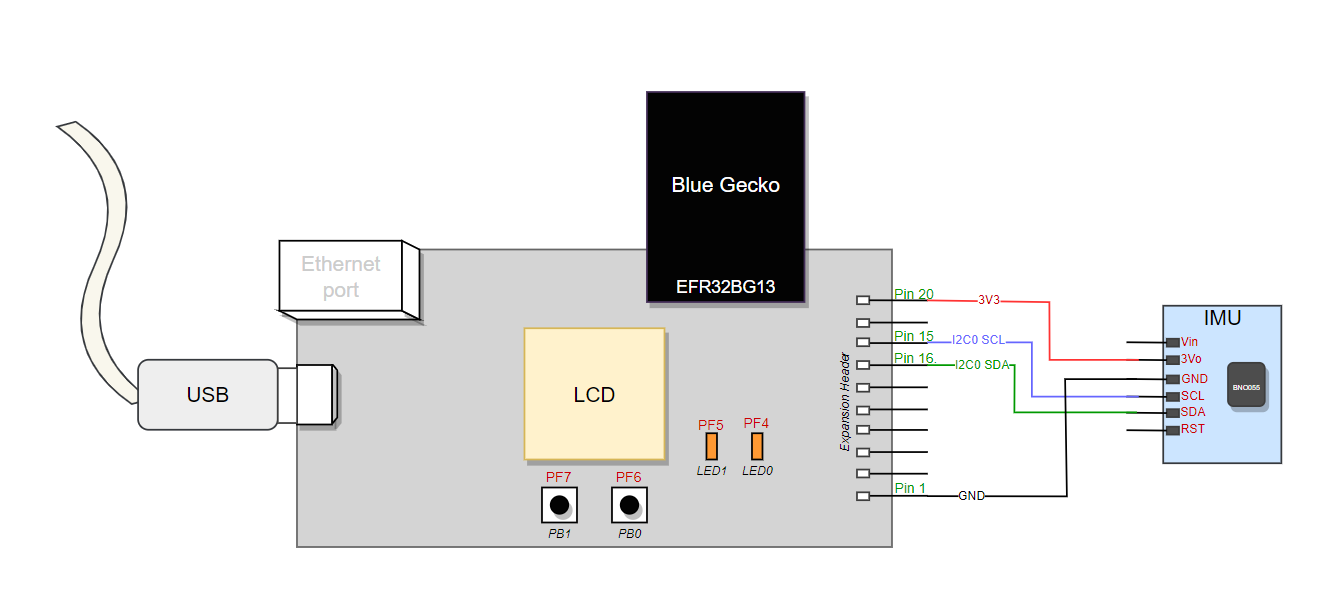 Blue Gecko
EFR32BG13
Ethernet
port
USB
LCD
PF5
PF4
LED1
LED0
PF7
PF6
PB1
PB0
Expansion Header
Pin 20
3V3
Pin 15
I2C0 SCL
Pin 16.
I2C0 SDA
Pin 1
GND
IMU
Vin
3Vo
GND
SCL
SDA
RST
BNO055